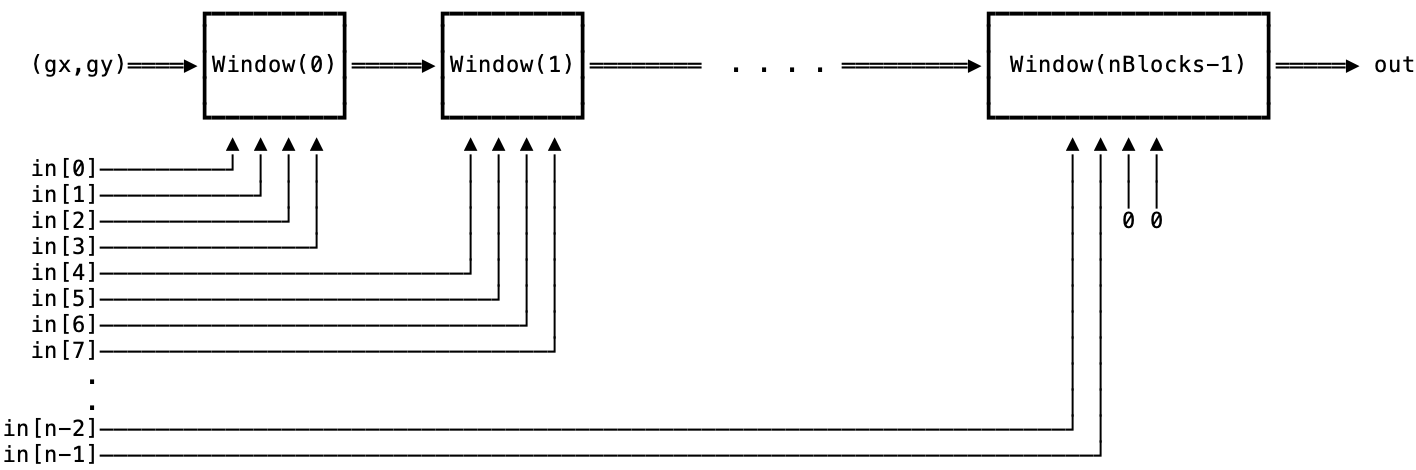 (gx,gy) Window(0) Window(1) . . . . Window(nBlocks-1) out
in[0]
in[1]
in[2] 0 0
in[3]
in[4]
in[5]
in[6]
in[7]
.
.
in[n-2]
in[n-1]